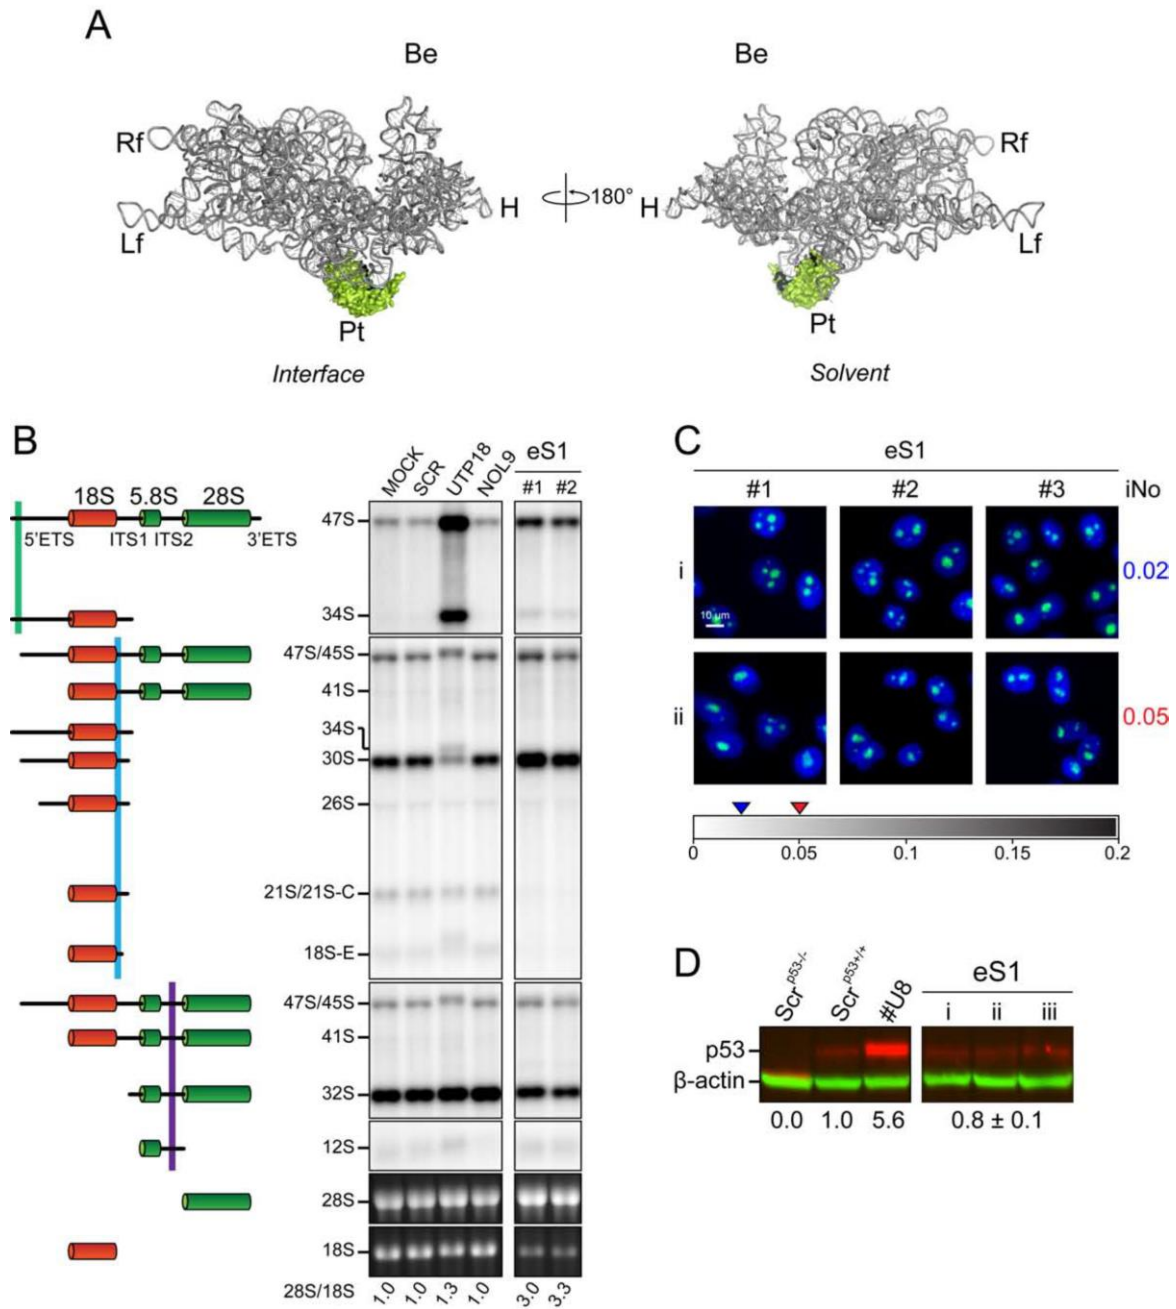 A
Be
Be
Rf
Rf
H
180°
H
Lf
Lf
Pt
Pt
Interface
Solvent
B
eS1
MOCK
SCR
UTP18
NOL9
#1
#2
18S
5.8S
28S
5'ETS
ITS1
ITS2
3'ETS
47S
34S
47S/45S
41S
34S
30S
26S
21S/21S-C
18S-E
47S/45S
41S
32S
12S
28S
18S
28S/18S
1.0
1.0
1.3
1.0
3.0
3.3
C
eS1
#1
#2
#3
iNo
i
0.02
10 µm
ii
0.05
0
0.05
0.1
0.15
0.2
D
Scr p53-/-
Scr p53+/+
#U8
eS1
i
ii
iii
p53
β-actin
0.0
1.0
5.6
0.8 ± 0.1